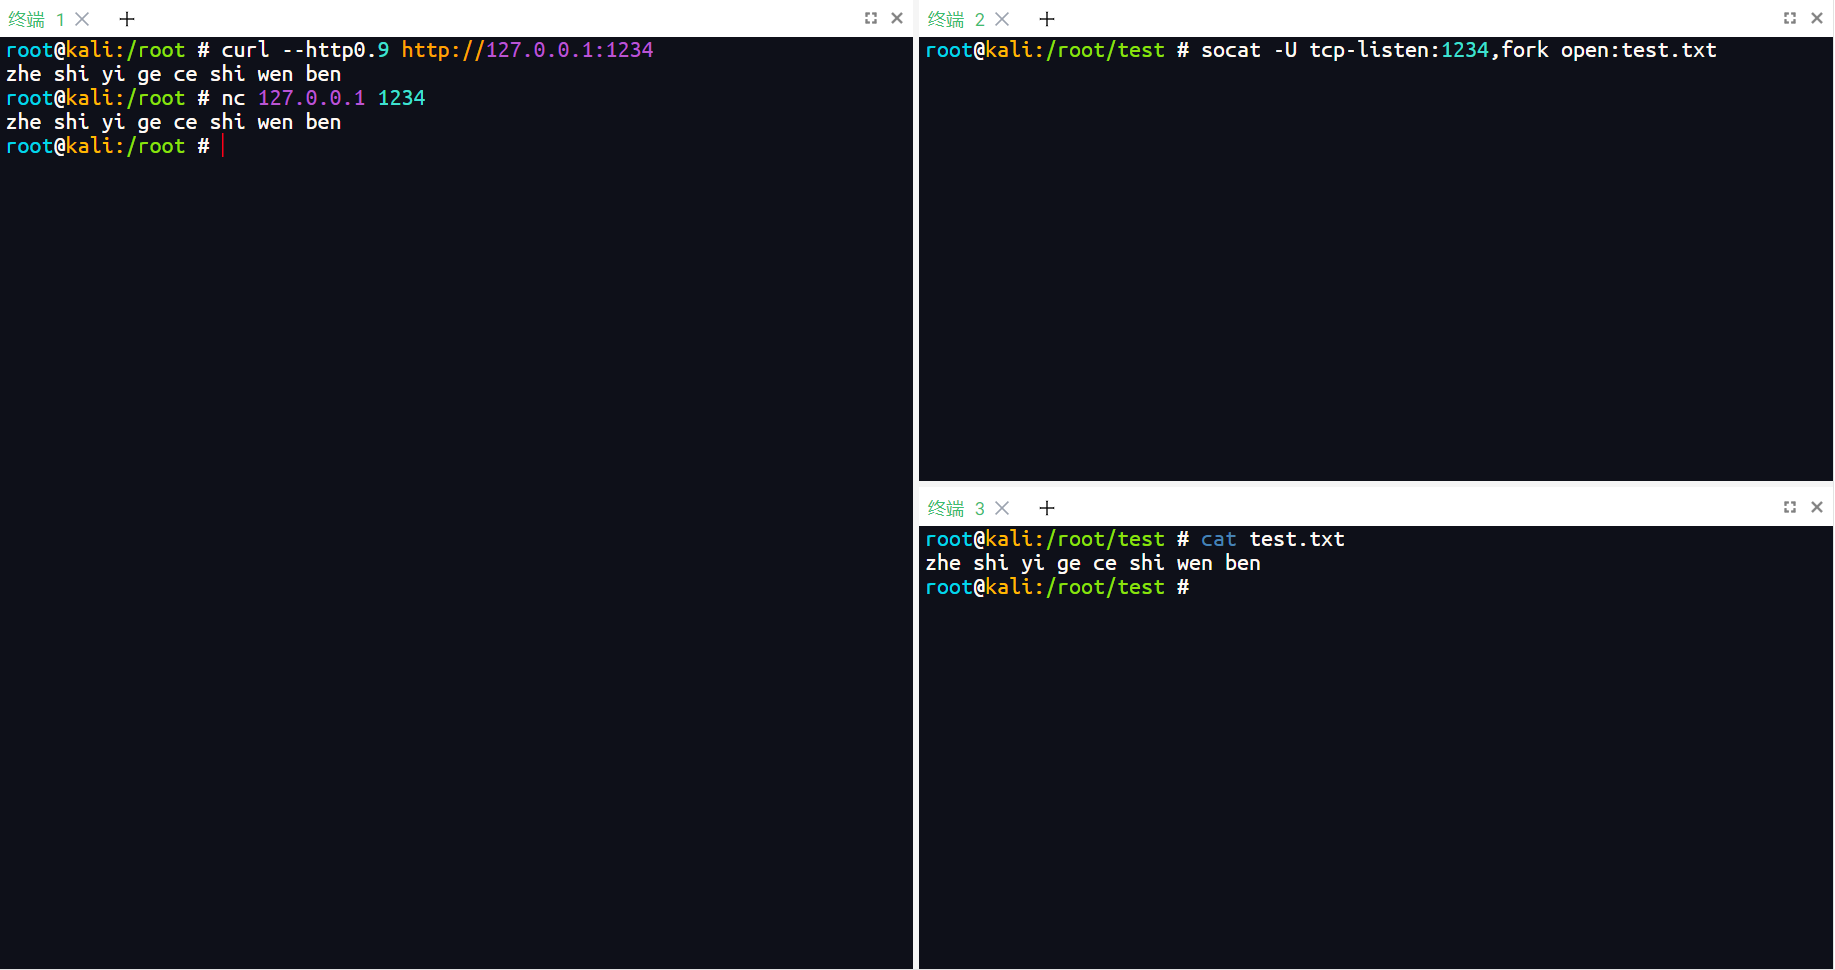 终端 1
root@kali:/root # curl --http0.9 http://127.0.0.1:1234
zhe shi yi ge ce shi wen ben
root@kali:/root # nc 127.0.0.1 1234
zhe shi yi ge ce shi wen ben
root@kali:/root #
终端 2
root@kali:/root/test # socat -U tcp-listen:1234,fork open:test.txt
终端 3
root@kali:/root/test # cat test.txt
zhe shi yi ge ce shi wen ben
root@kali:/root/test #